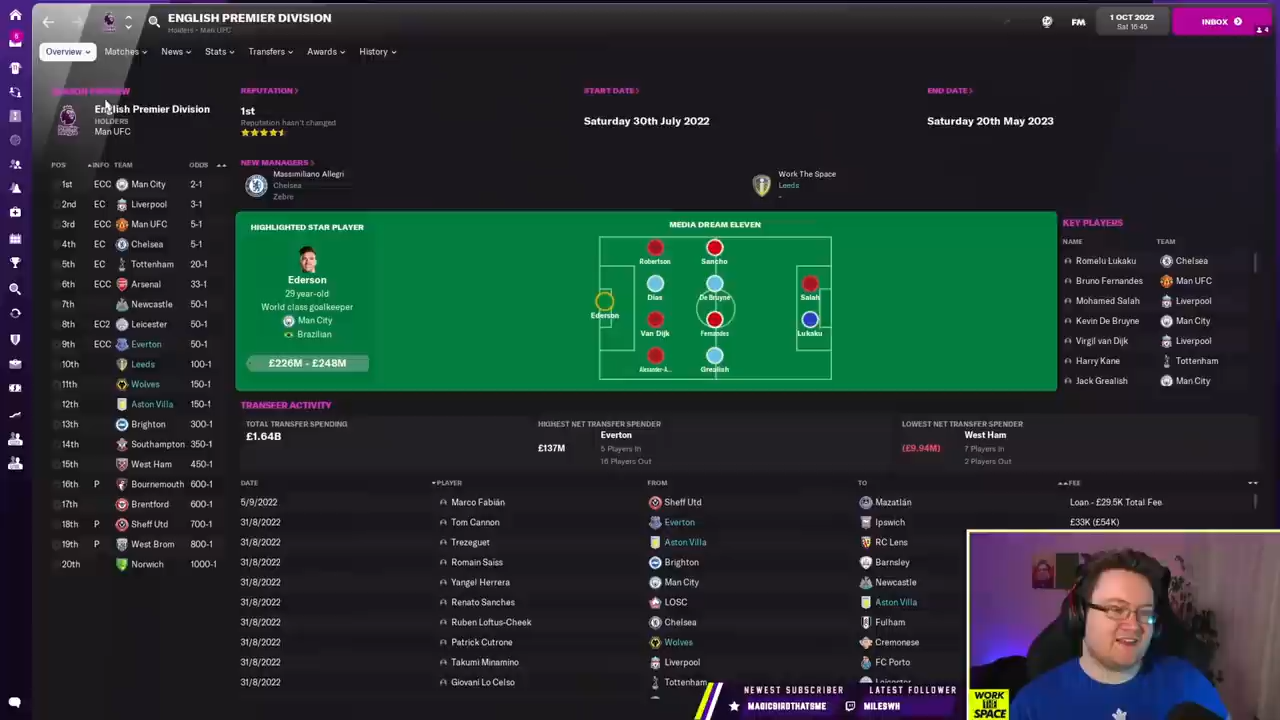 ENGLISH PREMIER DIVISION
Holders - Man UFC
FM
1 OCT 2022
Sat 16:45
INBOX
4
Overview
Matches
News
Stats
Transfers
Awards
History
SEASON PREVIEW
English Premier Division
HOLDERS
Man UFC
REPUTATION
1st
Reputation hasn't changed
START DATE
Saturday 30th July 2022
END DATE
Saturday 20th May 2023
NEW MANAGERS
Massimiliano Allegri
Chelsea
Zebre
Work The Space
Leeds
-
POS INFO TEAM ODDS
1st ECC Man City 2-1
2nd EC Liverpool 3-1
3rd ECC Man UFC 5-1
4th EC Chelsea 5-1
5th EC Tottenham 20-1
6th ECC Arsenal 33-1
7th Newcastle 50-1
8th EC2 Leicester 50-1
9th ECC Everton 50-1
10th Leeds 100-1
11th Wolves 150-1
12th Aston Villa 150-1
13th Brighton 300-1
14th Southampton 350-1
15th West Ham 450-1
16th P Bournemouth 600-1
17th Brentford 600-1
18th P Sheff Utd 700-1
19th P West Brom 800-1
20th Norwich 1000-1
HIGHLIGHTED STAR PLAYER
Ederson
29 year-old
World class goalkeeper
Man City
Brazilian
£226M - £248M
MEDIA DREAM ELEVEN
Robertson
Sancho
Dias
De Bruyne
Salah
Ederson
Van Dijk
Fernandes
Lukaku
Alexander-A...
Grealish
KEY PLAYERS
NAME TEAM
Romelu Lukaku Chelsea
Bruno Fernandes Man UFC
Mohamed Salah Liverpool
Kevin De Bruyne Man City
Virgil van Dijk Liverpool
Harry Kane Tottenham
Jack Grealish Man City
TRANSFER ACTIVITY
TOTAL TRANSFER SPENDING
£1.64B
HIGHEST NET TRANSFER SPENDER
£137M
Everton
5 Players In
16 Players Out
LOWEST NET TRANSFER SPENDER
(£9.94M)
West Ham
7 Players In
2 Players Out
DATE PLAYER FROM TO FEE
5/9/2022 Marco Fabián Sheff Utd Mazatlán Loan - £29.5K Total Fee
31/8/2022 Tom Cannon Everton Ipswich £33K (£54K)
31/8/2022 Trezeguet Aston Villa RC Lens
31/8/2022 Romain Saïss Brighton Barnsley
31/8/2022 Yangel Herrera Man City Newcastle
31/8/2022 Renato Sanches LOSC Aston Villa
31/8/2022 Ruben Loftus-Cheek Chelsea Fulham
31/8/2022 Patrick Cutrone Wolves Cremonese
31/8/2022 Takumi Minamino Liverpool FC Porto
31/8/2022 Giovani Lo Celso Tottenham Leicester
NEWEST SUBSCRIBER
MAGICBIRDTHATSME
LATEST FOLLOWER
MILESWH
WORK
THE
SPACE